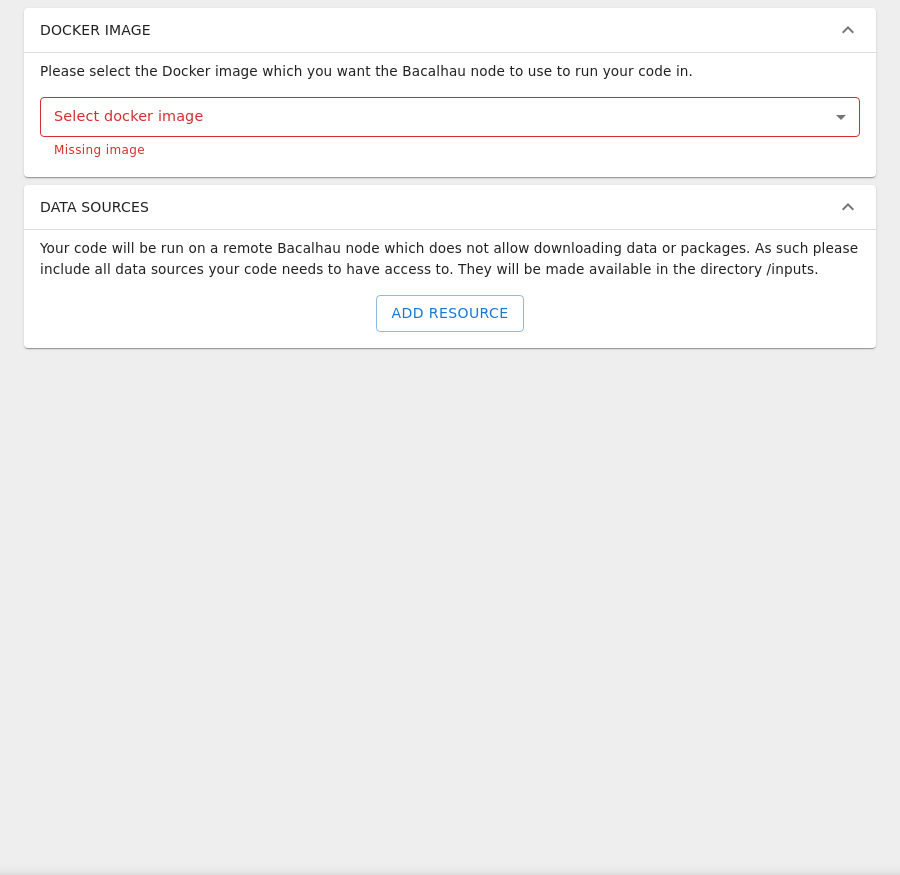 DOCKER IMAGE
Please select the Docker image which you want the Bacalhau node to use to run your code in.
Select docker image
Missing image
DATA SOURCES
Your code will be run on a remote Bacalhau node which does not allow downloading data or packages. As such please
include all data sources your code needs to have access to. They will be made available in the directory /inputs.
ADD RESOURCE